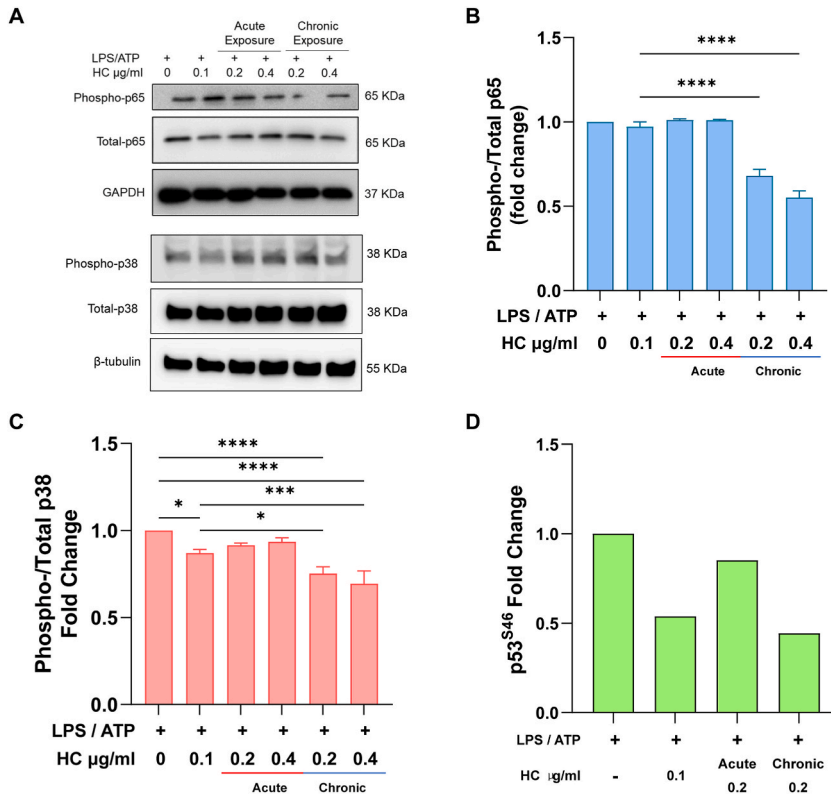 A
Acute Exposure
Chronic Exposure
LPS/ATP + + + + + +
HC μg/ml 0 0.1 0.2 0.4 0.2 0.4
Phospho-p65 65 KDa
Total-p65 65 KDa
GAPDH 37 KDa
Phospho-p38 38 KDa
Total-p38 38 KDa
β-tubulin 55 KDa
B
Phospho-/Total p65
(fold change)
1.5
1.0
0.5
0.0
****
****
LPS / ATP + + + + + +
HC μg/ml 0 0.1 0.2 0.4 0.2 0.4
Acute Chronic
C
Phospho-/Total p38
Fold Change
1.5
1.0
0.5
0.0
****
****
***
*
*
LPS / ATP + + + + + +
HC μg/ml 0 0.1 0.2 0.4 0.2 0.4
Acute Chronic
D
p53S46 Fold Change
1.5
1.0
0.5
0.0
LPS / ATP + + + +
HC μg/ml - 0.1 Acute 0.2 Chronic 0.2